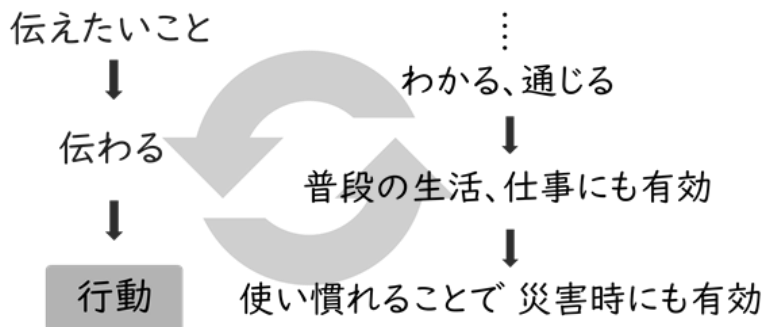 伝えたいこと
伝わる
行動
⋮
わかる、通じる
普段の生活、仕事にも有効
使い慣れることで 災害時にも有効